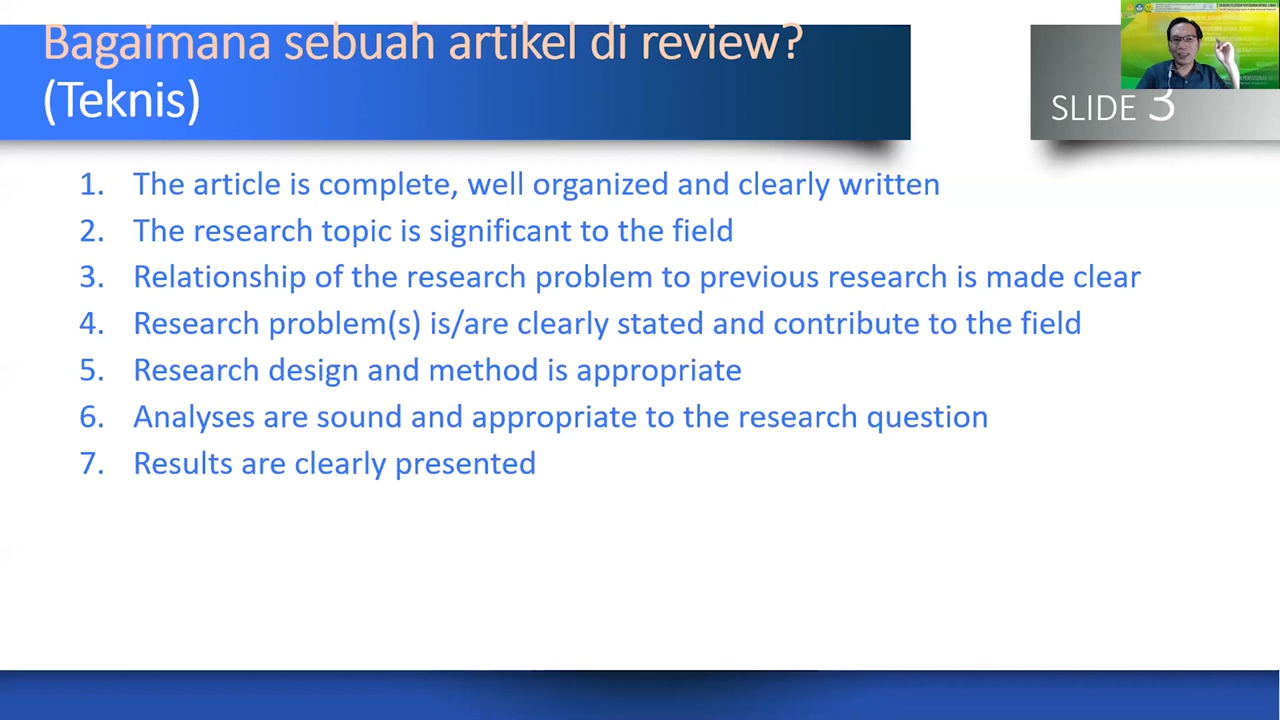 Bagaimana sebuah artikel di review?
(Teknis)
SLIDE 3
1. The article is complete, well organized and clearly written
2. The research topic is significant to the field
3. Relationship of the research problem to previous research is made clear
4. Research problem(s) is/are clearly stated and contribute to the field
5. Research design and method is appropriate
6. Analyses are sound and appropriate to the research question
7. Results are clearly presented